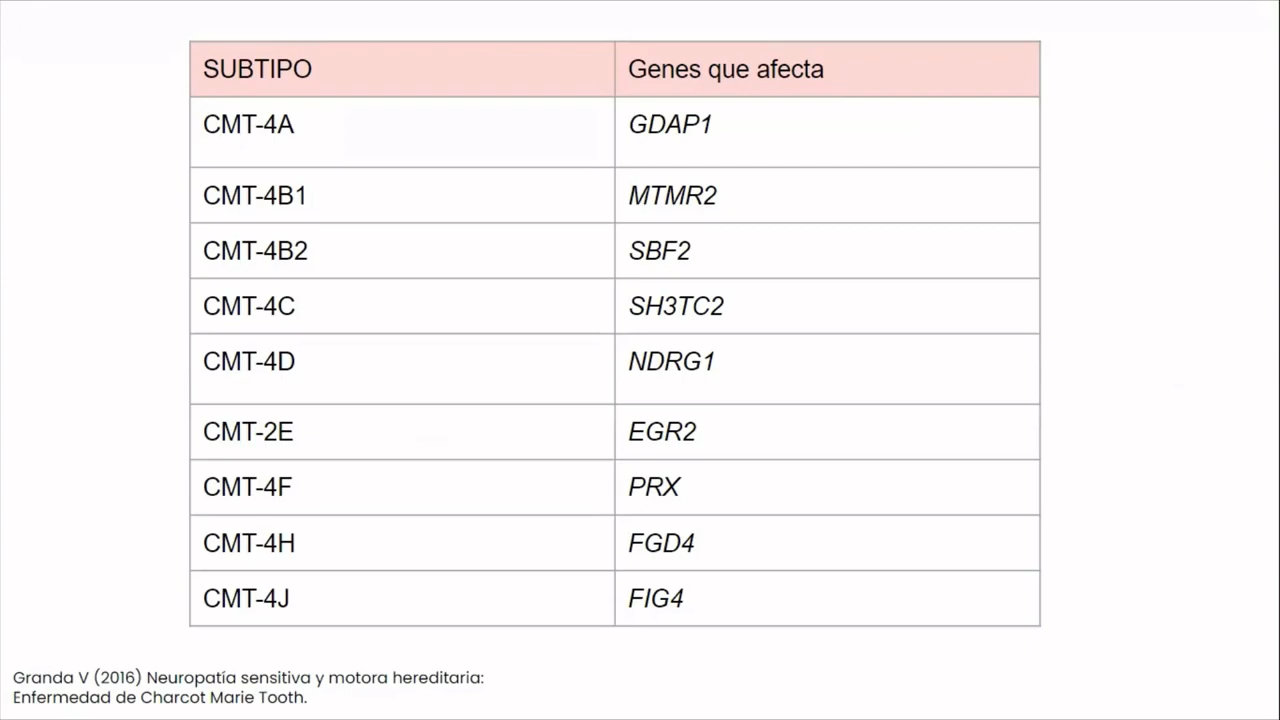 SUBTIPO Genes que afecta
CMT-4A GDAP1
CMT-4B1 MTMR2
CMT-4B2 SBF2
CMT-4C SH3TC2
CMT-4D NDRG1
CMT-2E EGR2
CMT-4F PRX
CMT-4H FGD4
CMT-4J FIG4
Granda V (2016) Neuropatía sensitiva y motora hereditaria:
Enfermedad de Charcot Marie Tooth.